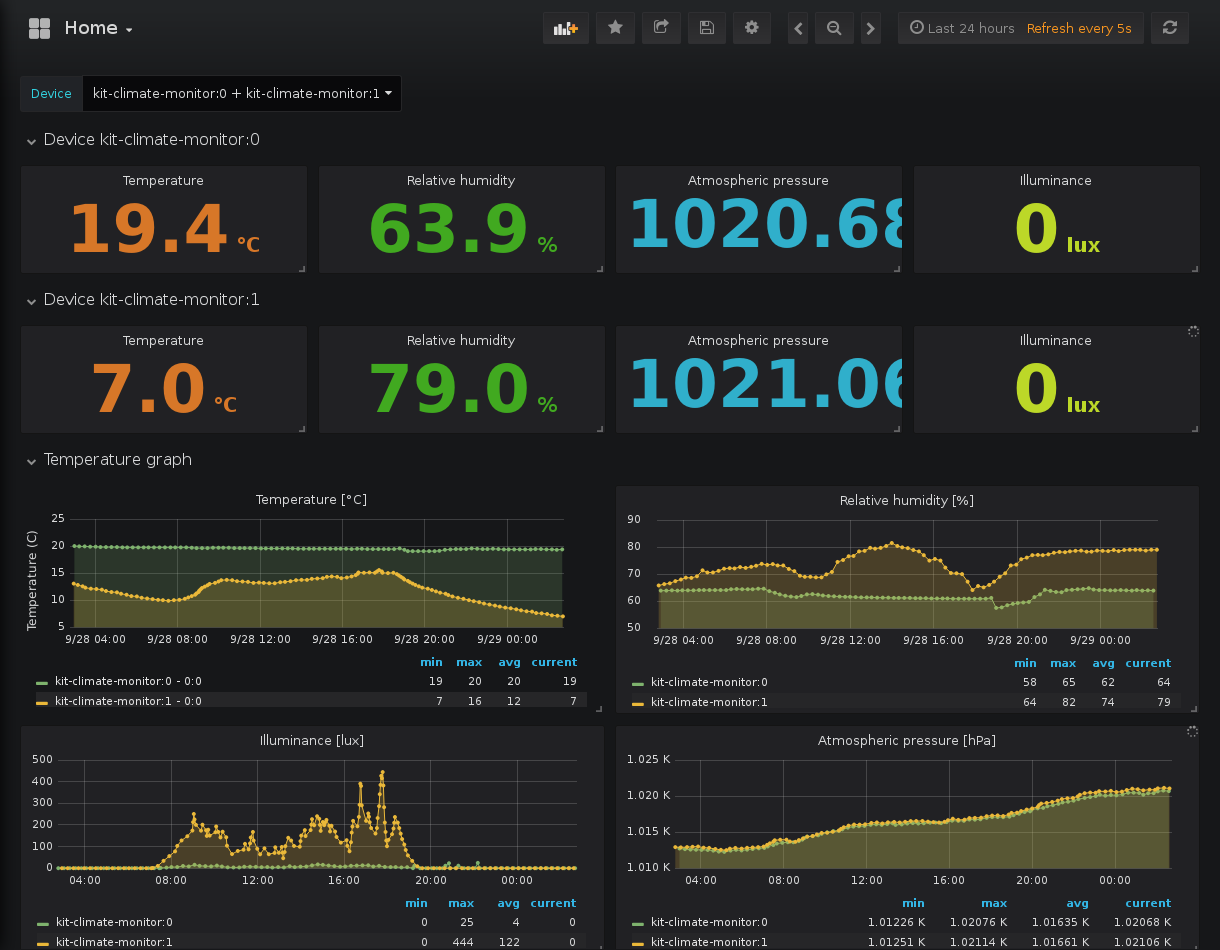 Home
Last 24 hours Refresh every 5s
Device kit-climate-monitor:0 + kit-climate-monitor:1
Device kit-climate-monitor:0
Temperature Relative humidity Atmospheric pressure Illuminance
19.4 °C 63.9 % 1020.68 0 lux
Device kit-climate-monitor:1
Temperature Relative humidity Atmospheric pressure Illuminance
7.0 °C 79.0 % 1021.06 0 lux
Temperature graph
Temperature [°C]
Temperature (C)
25
20
15
10
5
9/28 04:00 9/28 08:00 9/28 12:00 9/28 16:00 9/28 20:00 9/29 00:00
min max avg current
kit-climate-monitor:0 - 0:0 19 20 20 19
kit-climate-monitor:1 - 0:0 7 16 12 7
Relative humidity [%]
90
80
70
60
50
9/28 04:00 9/28 08:00 9/28 12:00 9/28 16:00 9/28 20:00 9/29 00:00
min max avg current
kit-climate-monitor:0 58 65 62 64
kit-climate-monitor:1 64 82 74 79
Illuminance [lux]
500
400
300
200
100
0
04:00 08:00 12:00 16:00 20:00 00:00
min max avg current
kit-climate-monitor:0 0 25 4 0
kit-climate-monitor:1 0 444 122 0
Atmospheric pressure [hPa]
1.025 K
1.020 K
1.015 K
1.010 K
04:00 08:00 12:00 16:00 20:00 00:00
min max avg current
kit-climate-monitor:0 1.01226 K 1.02076 K 1.01635 K 1.02068 K
kit-climate-monitor:1 1.01251 K 1.02114 K 1.01661 K 1.02106 K